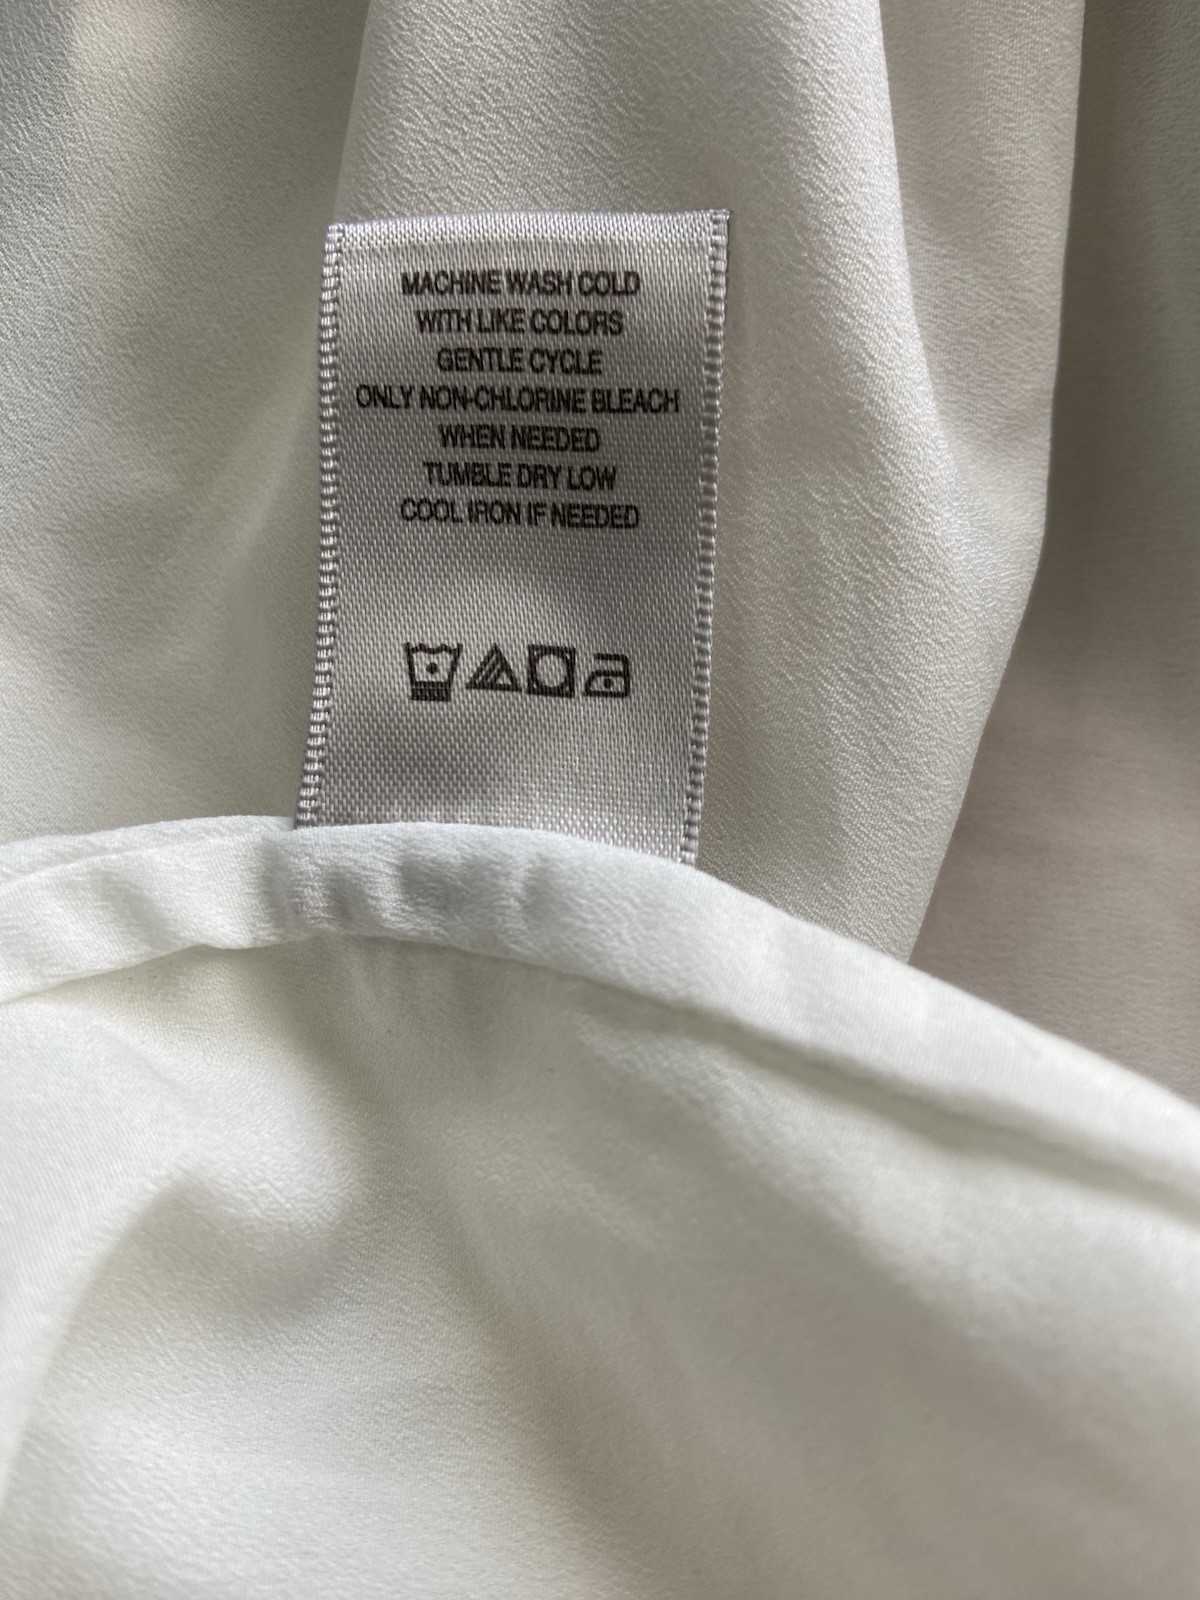 MACHINE WASH COLD
WITH LIKE COLORS
GENTLE CYCLE
ONLY NON-CHLORINE BLEACH
WHEN NEEDED
TUMBLE DRY LOW
COOL IRON IF NEEDED